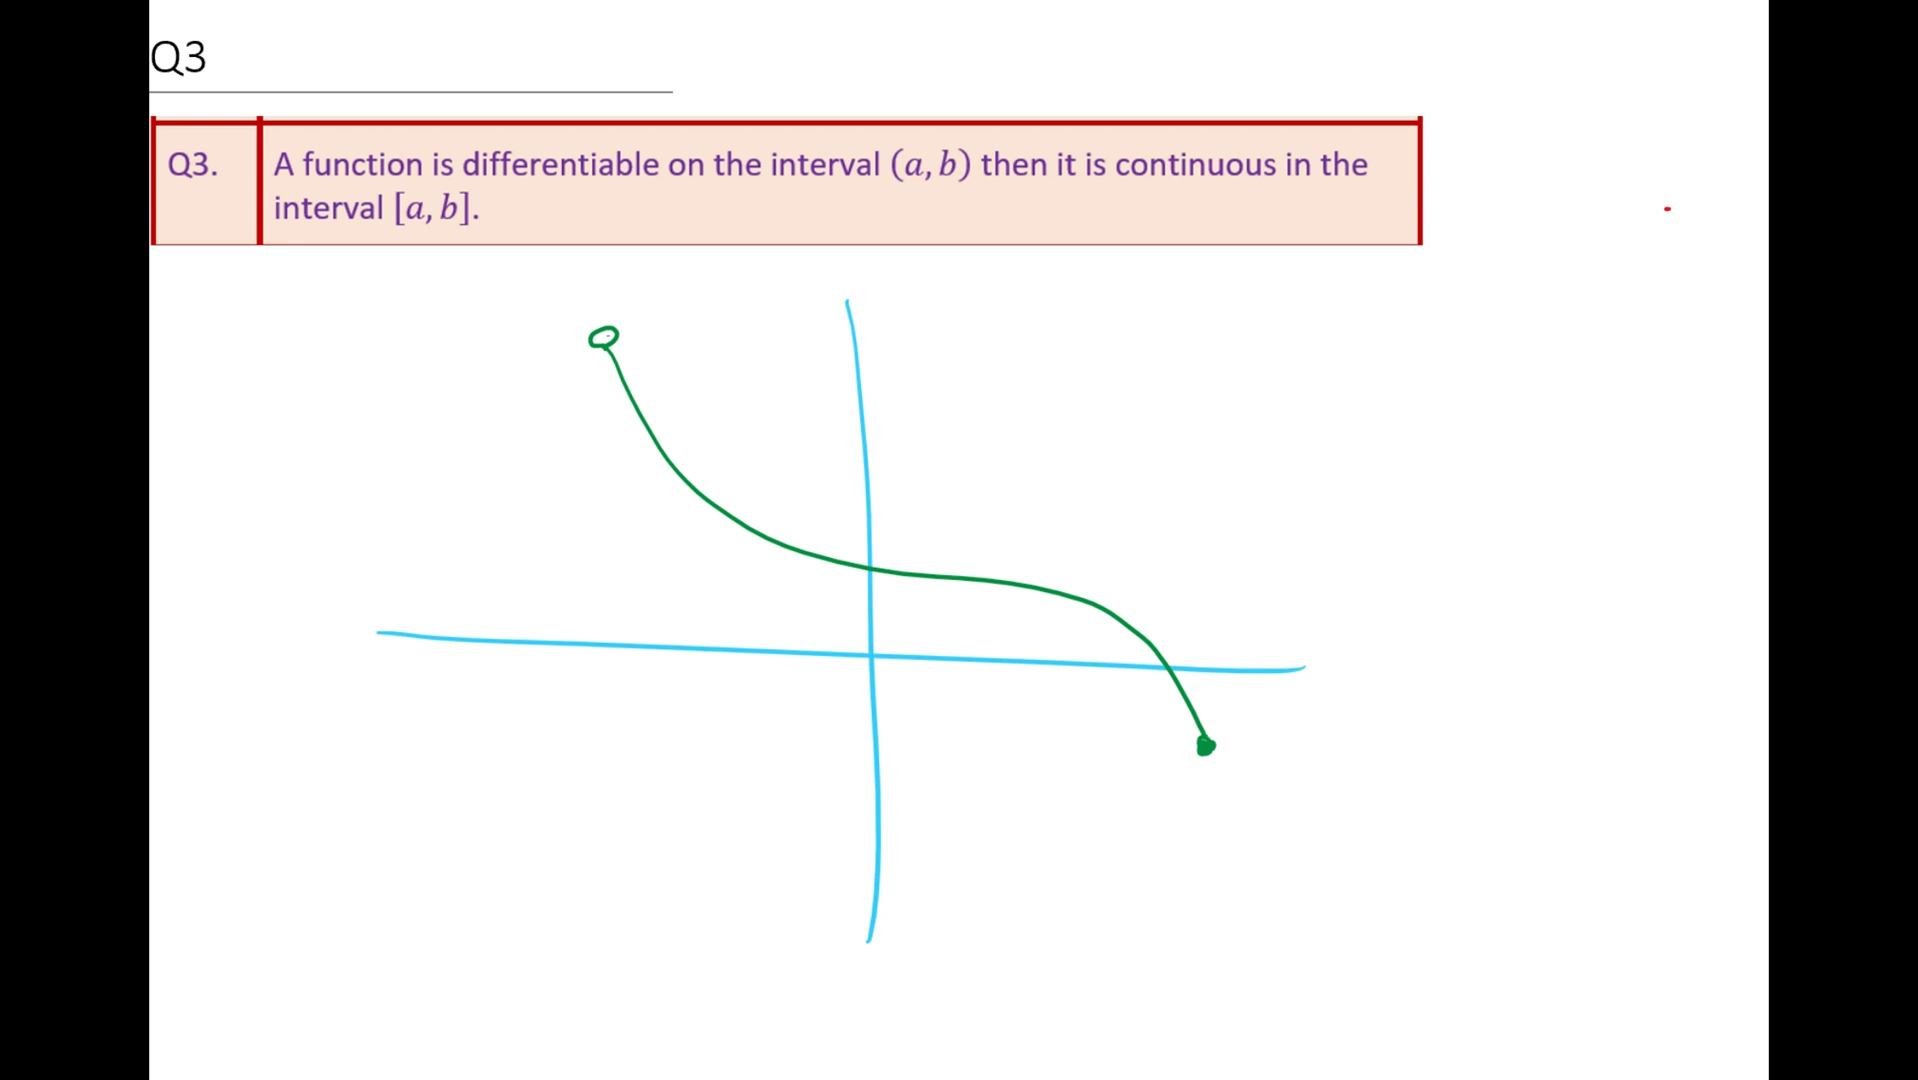 Q3
Q3. A function is differentiable on the interval (a, b) then it is continuous in the
interval [a, b].